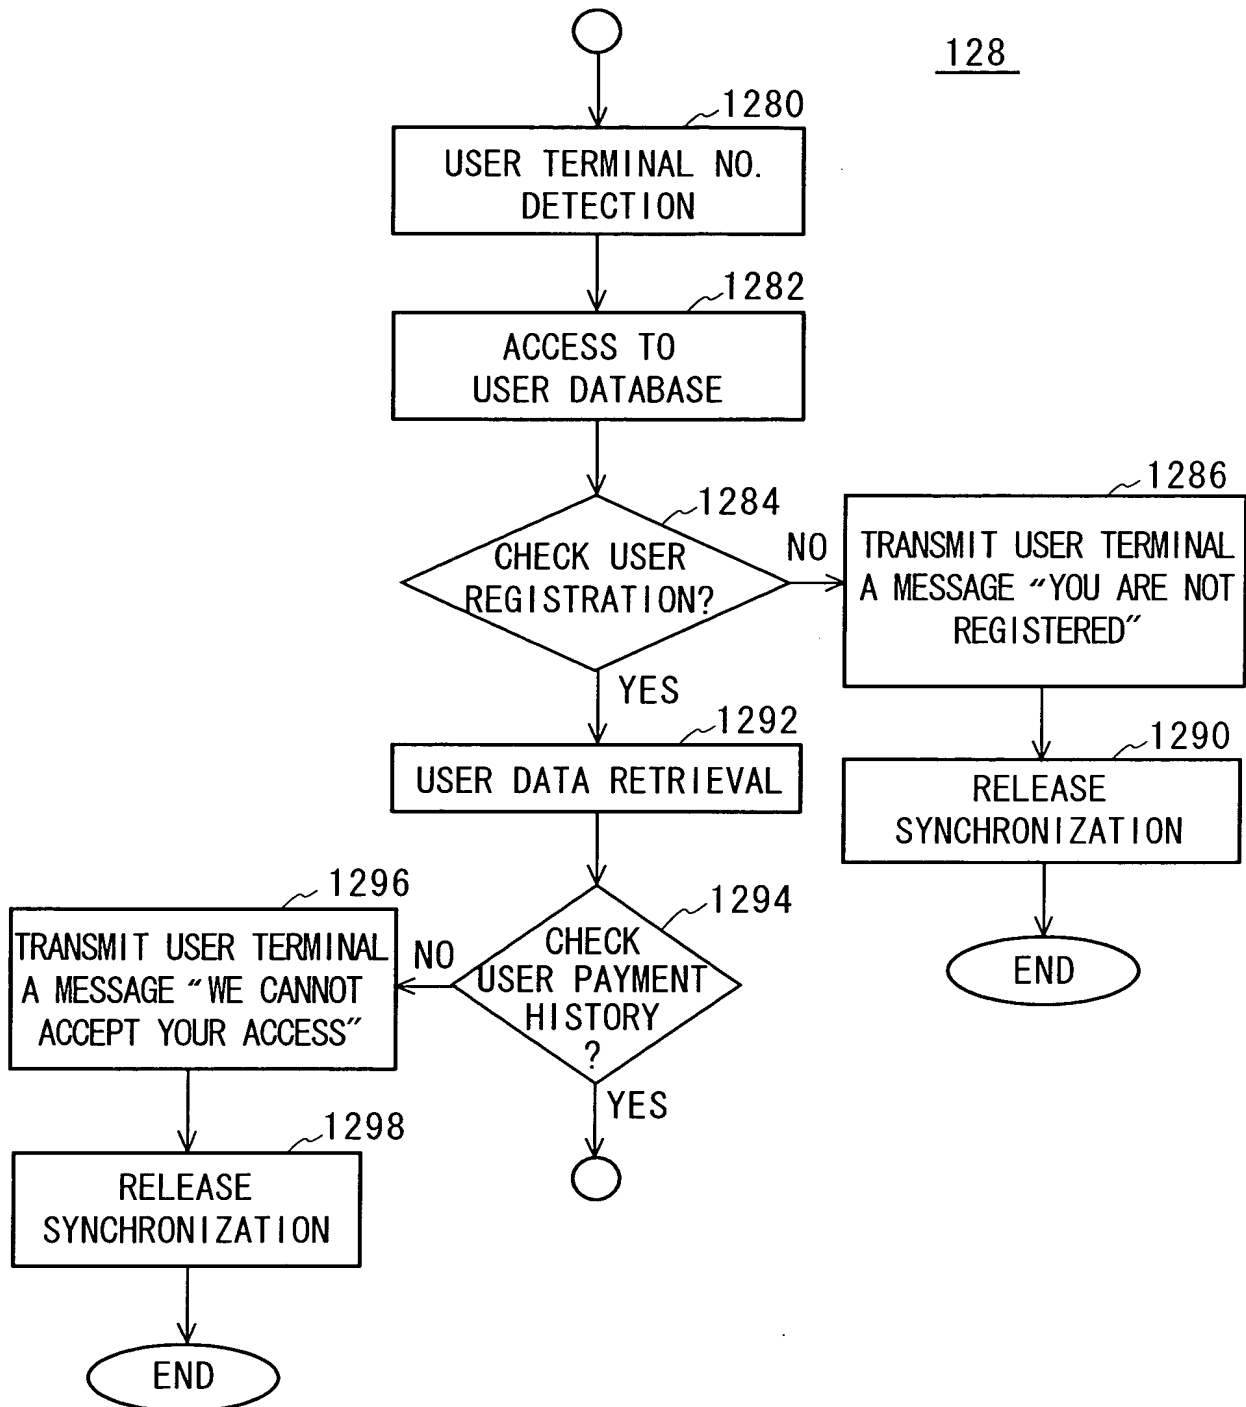 128
1280
USER TERMINAL NO.
DETECTION
1282
ACCESS TO
USER DATABASE
1284
CHECK USER
REGISTRATION?
NO
YES
1286
TRANSMIT USER TERMINAL
A MESSAGE "YOU ARE NOT
REGISTERED"
1290
RELEASE
SYNCHRONIZATION
END
1292
USER DATA RETRIEVAL
1294
CHECK
USER PAYMENT
HISTORY
?
NO
YES
1296
TRANSMIT USER TERMINAL
A MESSAGE "WE CANNOT
ACCEPT YOUR ACCESS"
1298
RELEASE
SYNCHRONIZATION
END